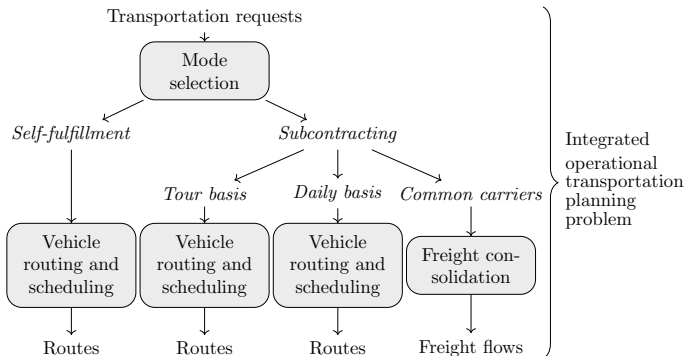 Transportation requests
Mode
selection
Self-fulfillment
Subcontracting
Tour basis
Daily basis
Common carriers
Vehicle
routing and
scheduling
Vehicle
routing and
scheduling
Vehicle
routing and
scheduling
Freight con-
solidation
Routes
Routes
Routes
Freight flows
Integrated
operational
transportation
planning
problem